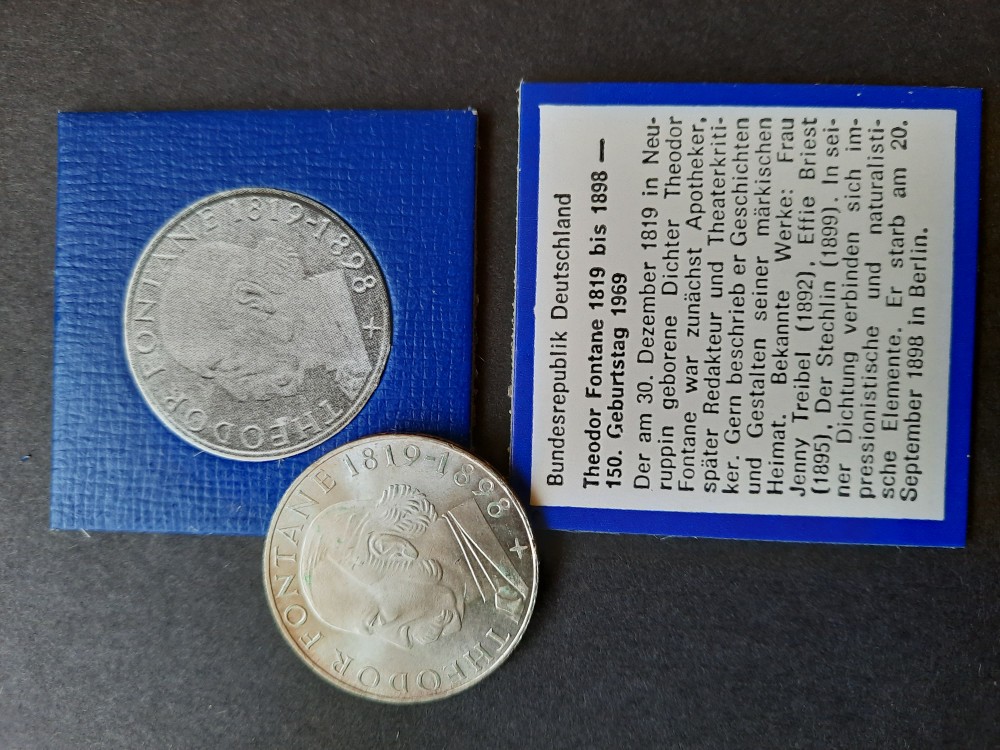 THEODOR FONTANE 1819-1898 +
THEODOR FONTANE 1819-1898 +
Bundesrepublik Deutschland
Theodor Fontane 1819 bis 1898 —
150. Geburtstag 1969
Der am 30. Dezember 1819 in Neu-
ruppin geborene Dichter Theodor
Fontane war zunächst Apotheker,
später Redakteur und Theaterkriti-
ker. Gern beschrieb er Geschichten
und Gestalten seiner märkischen
Heimat. Bekannte Werke: Frau
Jenny Treibel (1892), Effie Briest
(1895), Der Stechlin (1899). In sei-
ner Dichtung verbinden sich im-
pressionistische und naturalisti-
sche Elemente. Er starb am 20.
September 1898 in Berlin.